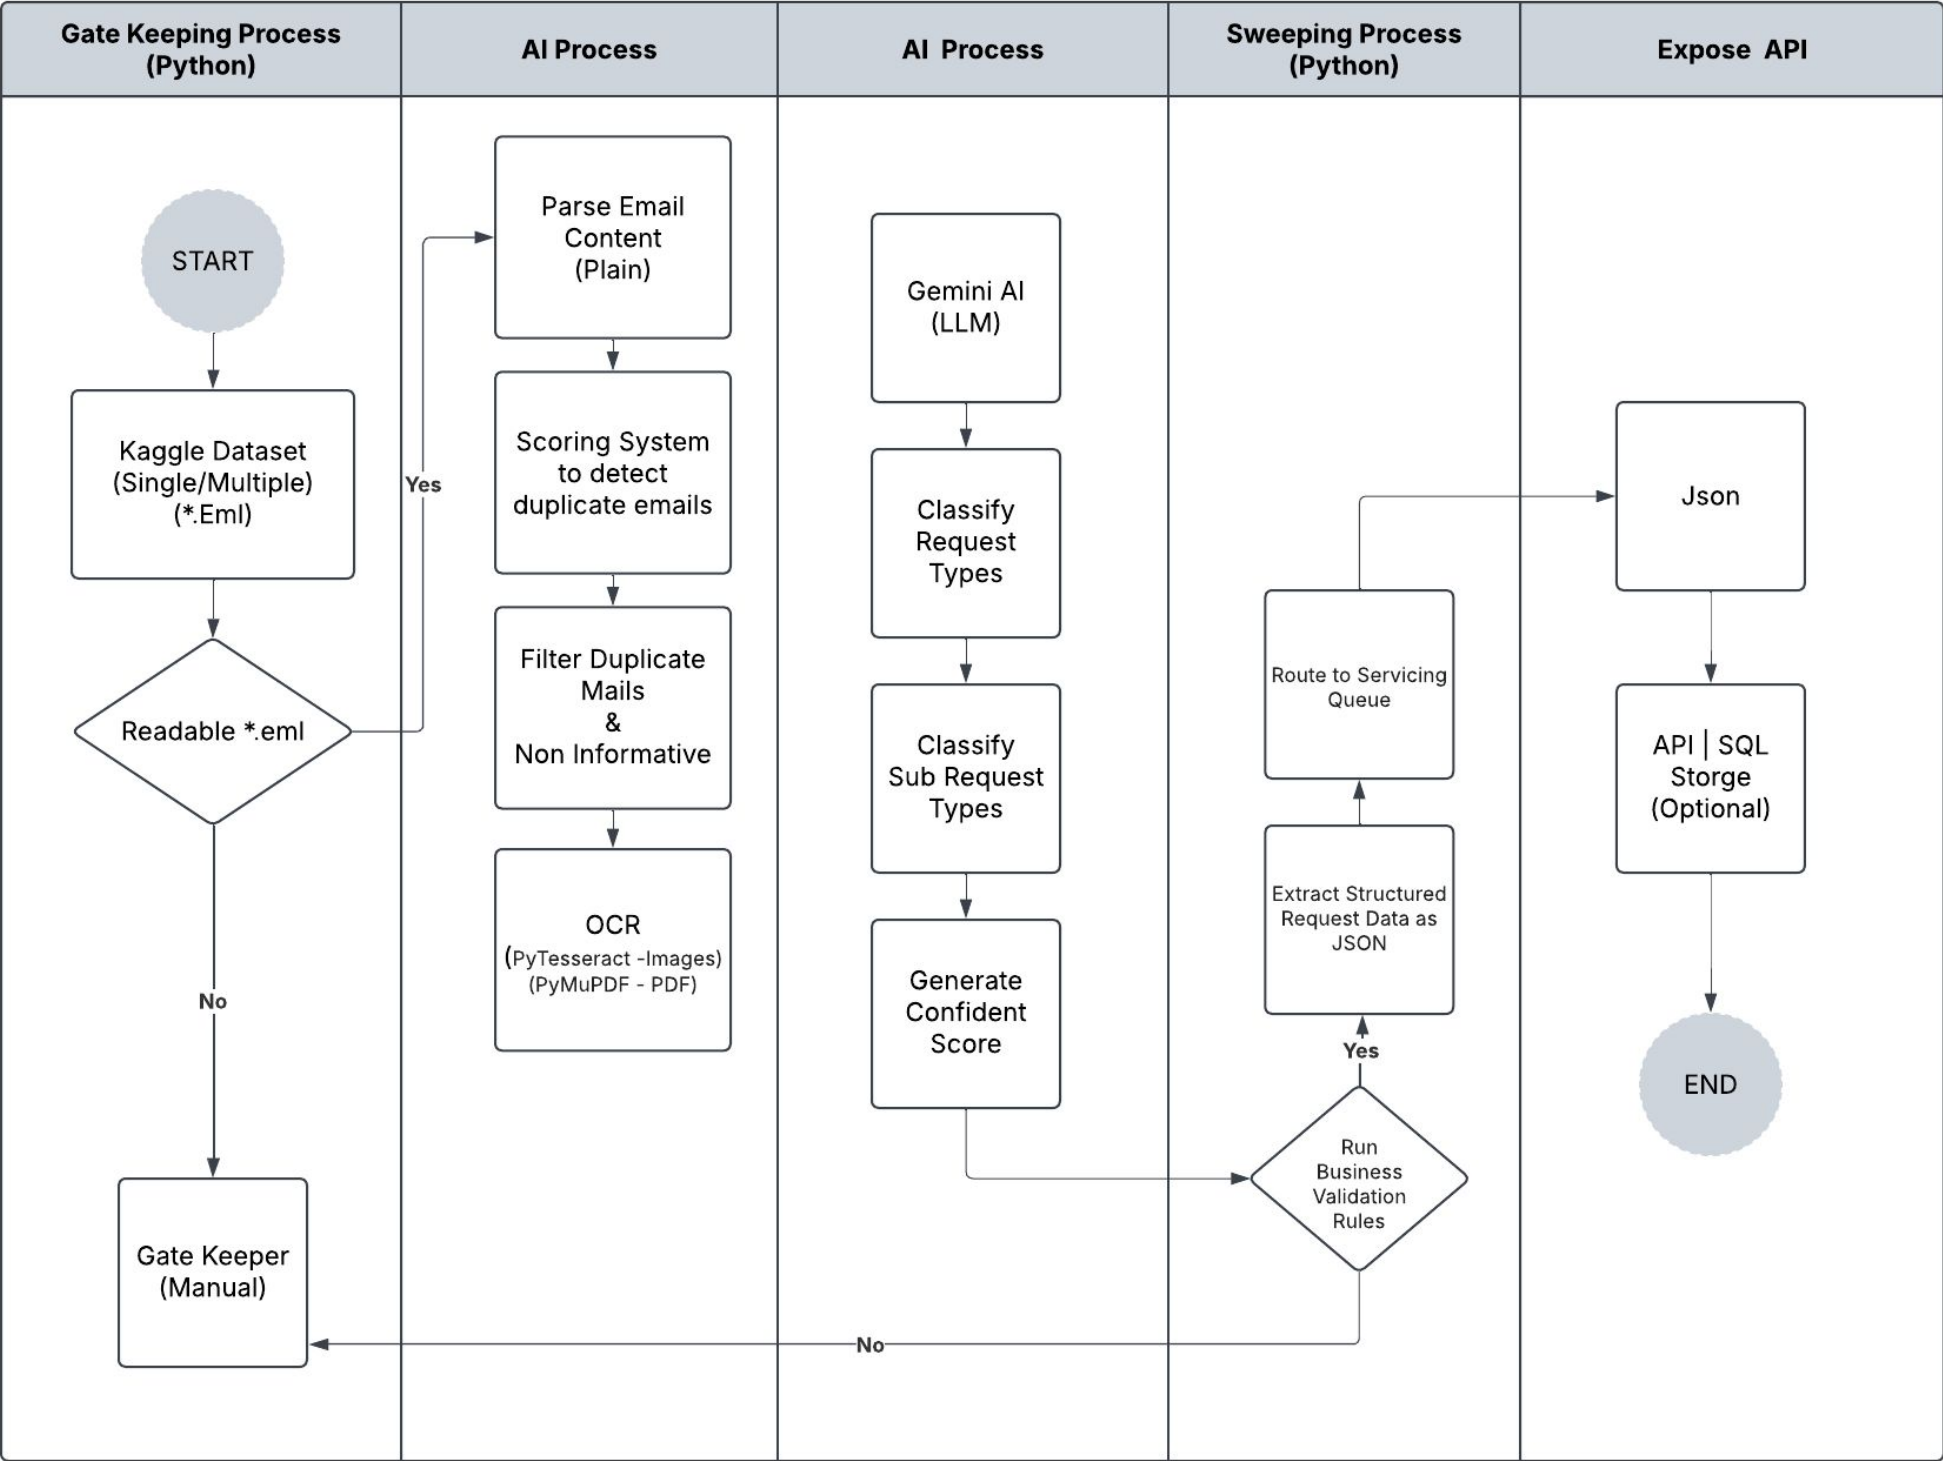 Gate Keeping Process
(Python)
AI Process
AI Process
Sweeping Process
(Python)
Expose API
START
Kaggle Dataset
(Single/Multiple)
(*.Eml)
Readable *.eml
Yes
No
Gate Keeper
(Manual)
Parse Email
Content
(Plain)
Scoring System
to detect
duplicate emails
Filter Duplicate
Mails
&
Non Informative
OCR
(PyTesseract -Images)
(PyMuPDF - PDF)
Gemini AI
(LLM)
Classify
Request
Types
Classify
Sub Request
Types
Generate
Confident
Score
Run
Business
Validation
Rules
No
Yes
Extract Structured
Request Data as
JSON
Route to Servicing
Queue
Json
API | SQL
Storge
(Optional)
END